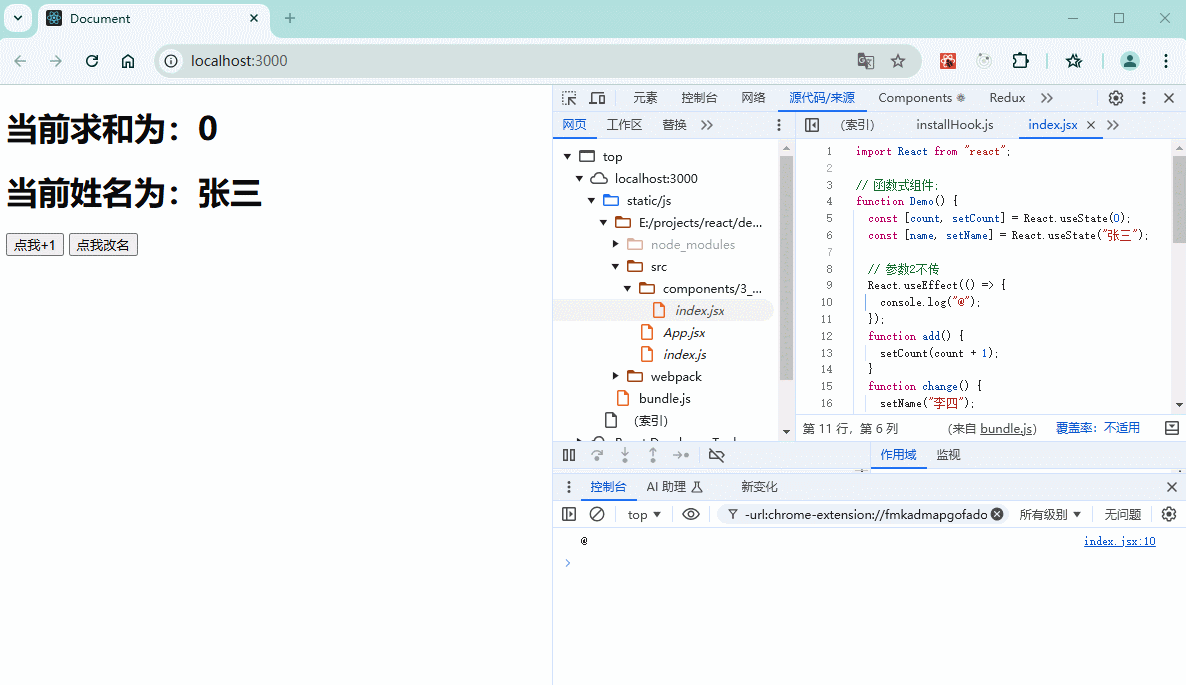 Document
localhost:3000
当前求和为：0
当前姓名为：张三
点我+1 点我改名
元素 控制台 网络 源代码/来源 Components Redux
网页 工作区 替换
(索引) installHook.js index.jsx
top
localhost:3000
static/js
E:/projects/react/de...
node_modules
src
components/3_...
index.jsx
App.jsx
index.js
webpack
bundle.js
(索引)
1 import React from "react";
2
3 // 函数式组件;
4 function Demo() {
5 const [count, setCount] = React.useState(0);
6 const [name, setName] = React.useState("张三");
7
8 // 参数2不传
9 React.useEffect(() => {
10 console.log("@");
11 });
12 function add() {
13 setCount(count + 1);
14 }
15 function change() {
16 setName("李四");
第 11 行，第 6 列 (来自 bundle.js) 覆盖率：不适用
作用域 监视
控制台 AI 助理 新变化
top -url:chrome-extension://fmkadmapgofado 所有级别 无问题
@ index.jsx:10